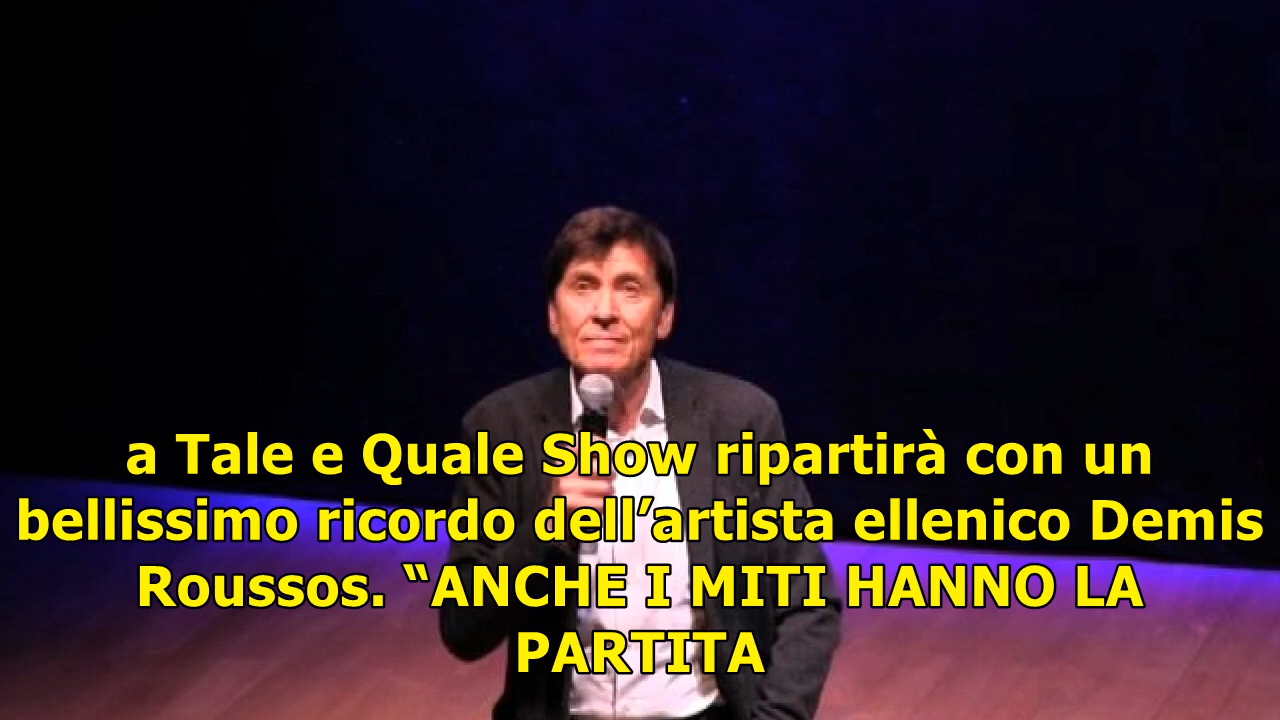 a Tale e Quale Show ripartirà con un
bellissimo ricordo dell’artista ellenico Demis
Roussos. “ANCHE I MITI HANNO LA
PARTITA